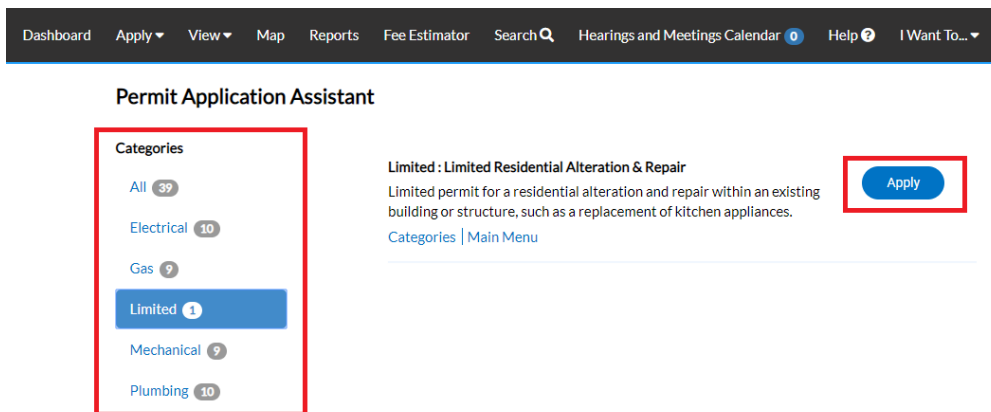 Dashboard Apply View Map Reports Fee Estimator Search Hearings and Meetings Calendar 0 Help ? I Want To...
Permit Application Assistant
Categories
All 39
Electrical 10
Gas 9
Limited 1
Mechanical 9
Plumbing 10
Limited : Limited Residential Alteration & Repair
Limited permit for a residential alteration and repair within an existing
building or structure, such as a replacement of kitchen appliances.
Categories | Main Menu
Apply